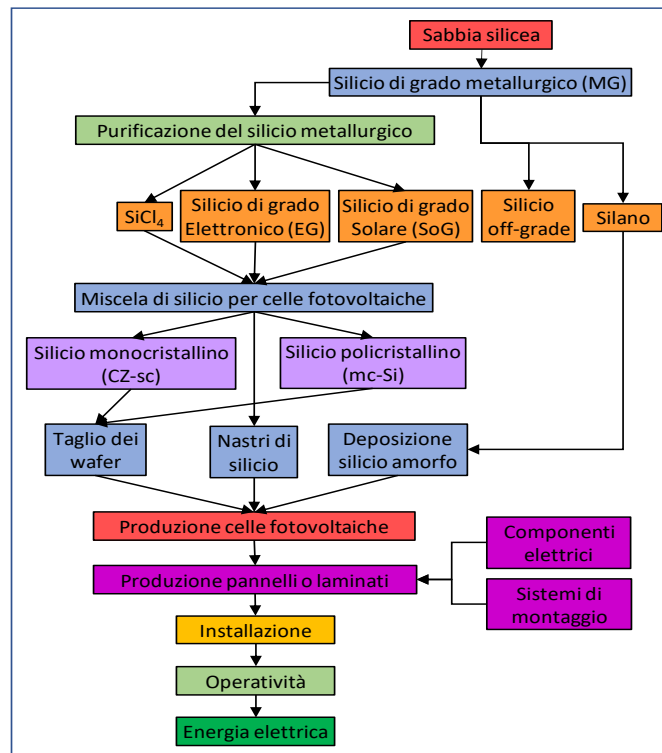 Sabbia silicea
Silicio di grado metallurgico (MG)
Purificazione del silicio metallurgico
SiCl4
Silicio di grado
Elettronico (EG)
Silicio di grado
Solare (SoG)
Silicio
off-grade
Silano
Miscela di silicio per celle fotovoltaiche
Silicio monocristallino
(CZ-sc)
Silicio policristallino
(mc-Si)
Taglio dei
wafer
Nastri di
silicio
Deposizione
silicio amorfo
Produzione celle fotovoltaiche
Componenti
elettrici
Produzione pannelli o laminati
Sistemi di
montaggio
Installazione
Operatività
Energia elettrica